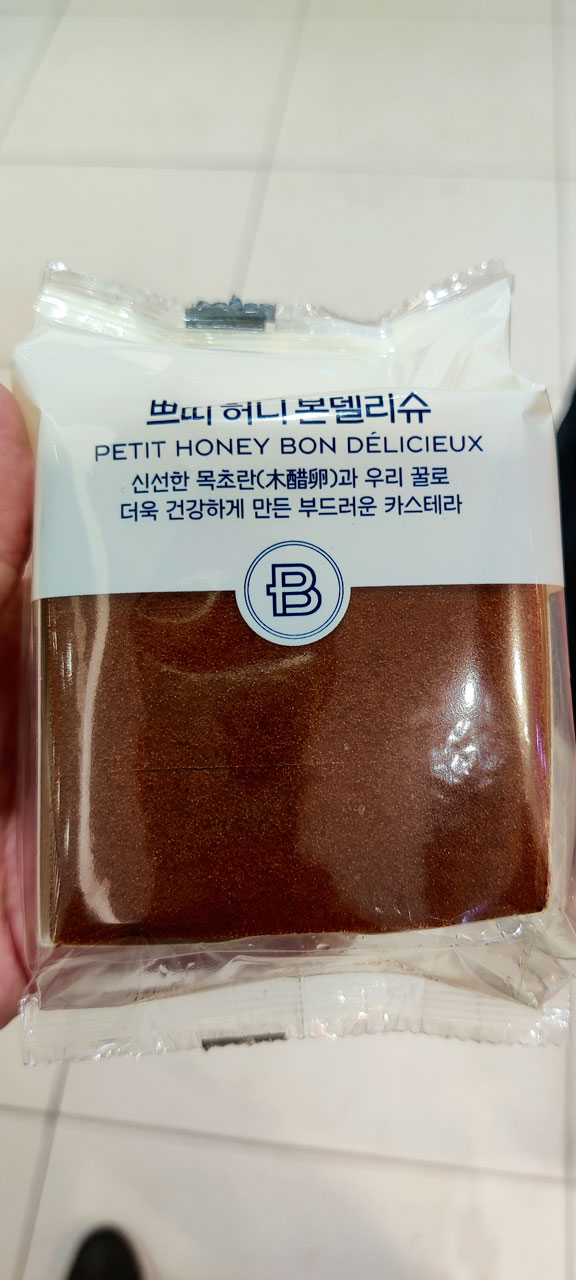 쁘띠 허니 본델리슈
PETIT HONEY BON DÉLICIEUX
신선한 목초란(木醋卵)과 우리 꿀로
더욱 건강하게 만든 부드러운 카스테라
B